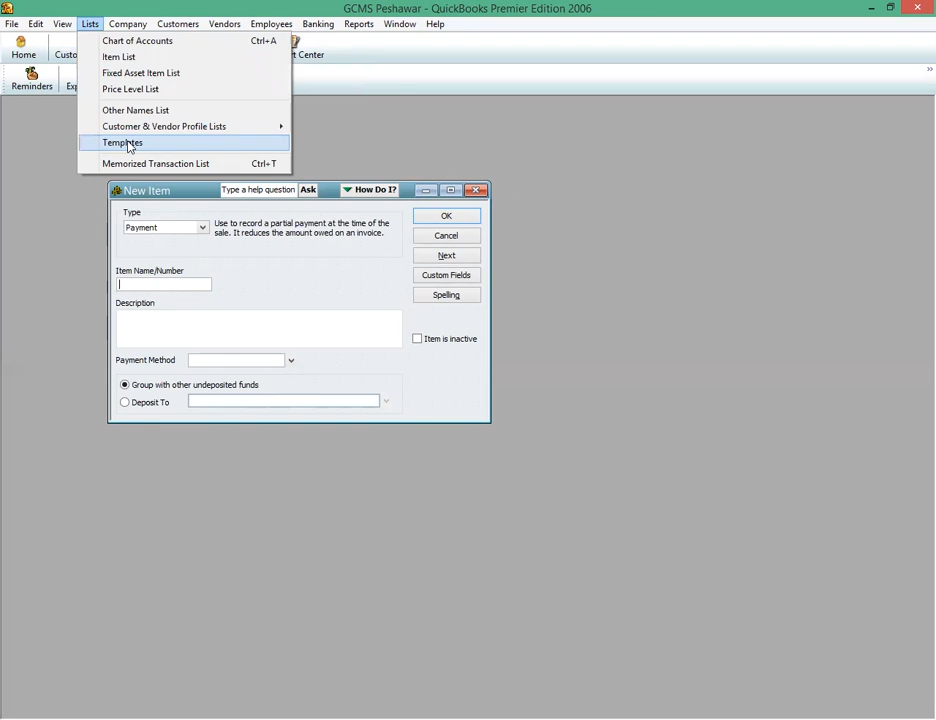 GCMS Peshawar - QuickBooks Premier Edition 2006
File Edit View Lists Company Customers Vendors Employees Banking Reports Window Help
Home
Reminders
Chart of Accounts Ctrl+A
Item List
Fixed Asset Item List
Price Level List
Other Names List
Customer & Vendor Profile Lists
Templates
Memorized Transaction List Ctrl+T
New Item Type a help question Ask How Do I?
Type
Payment
Use to record a partial payment at the time of the
sale. It reduces the amount owed on an invoice.
OK
Cancel
Next
Custom Fields
Spelling
Item Name/Number
Description
Item is inactive
Payment Method
Group with other undeposited funds
Deposit To